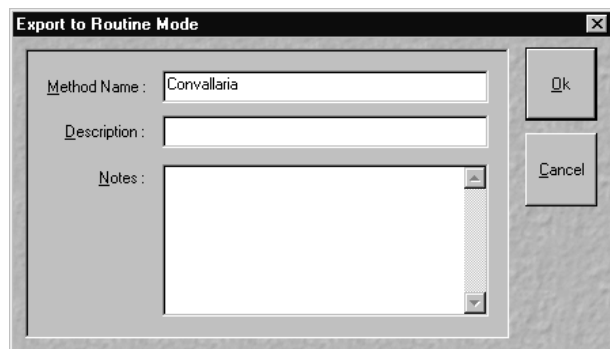 Export to Routine Mode
Method Name : Convallaria
Description :
Notes :
Ok
Cancel